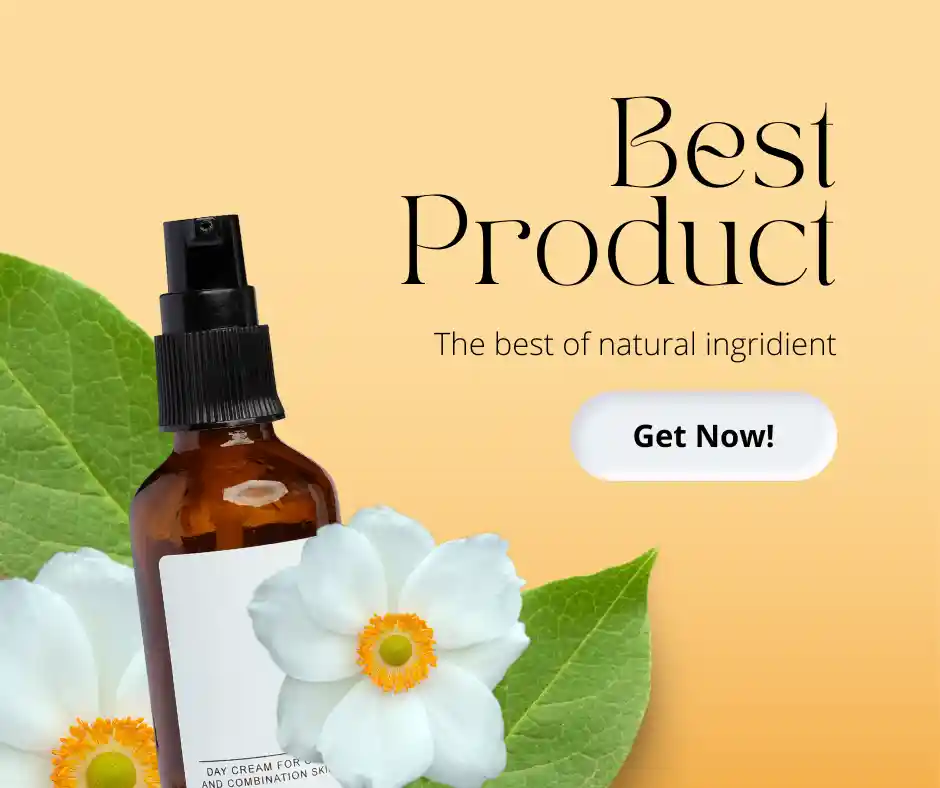 Best
Product
The best of natural ingridient
Get Now!
DAY CREAM FOR
AND COMBINATION